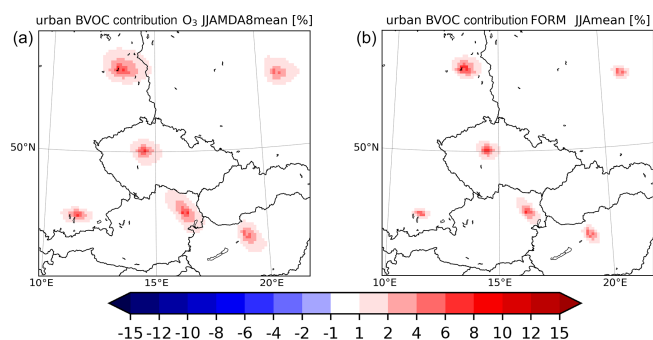 urban BVOC contribution O₃ JJAMDA8mean [%]
urban BVOC contribution FORM JJAmean [%]
(a)
(b)
50°N
50°N
10°E 15°E 20°E
10°E 15°E 20°E
-15 -12 -10 -8 -6 -4 -2 -1 1 2 4 6 8 10 12 15